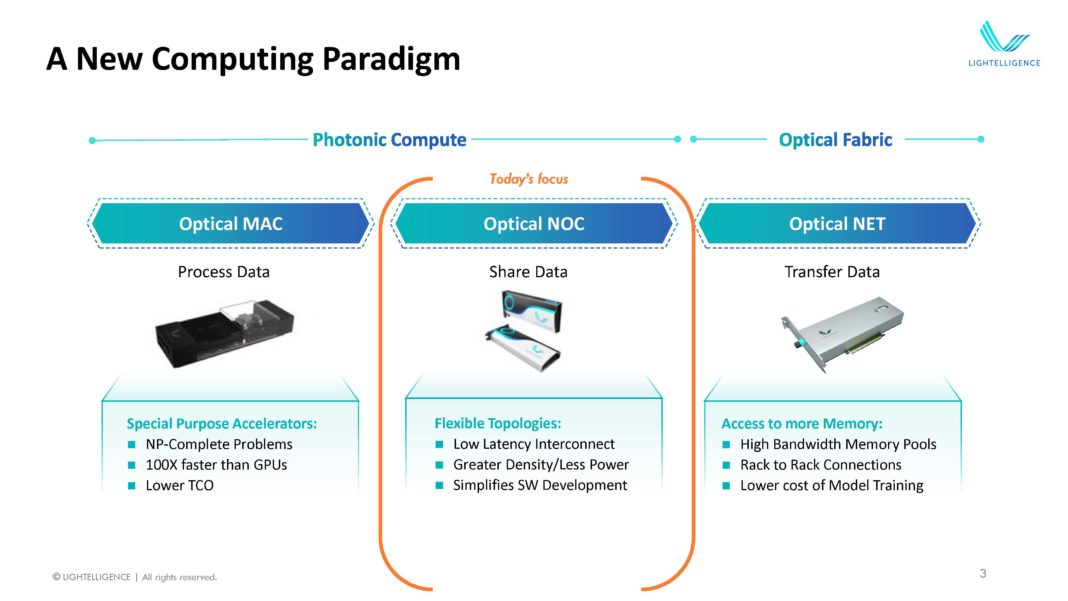 A New Computing Paradigm
LIGHTELLIGENCE
Photonic Compute
Optical Fabric
Today's focus
Optical MAC
Optical NOC
Optical NET
Process Data
Share Data
Transfer Data
Special Purpose Accelerators:
■ NP-Complete Problems
■ 100X faster than GPUs
■ Lower TCO
Flexible Topologies:
■ Low Latency Interconnect
■ Greater Density/Less Power
■ Simplifies SW Development
Access to more Memory:
■ High Bandwidth Memory Pools
■ Rack to Rack Connections
■ Lower cost of Model Training
© LIGHTELLIGENCE | All rights reserved.
3